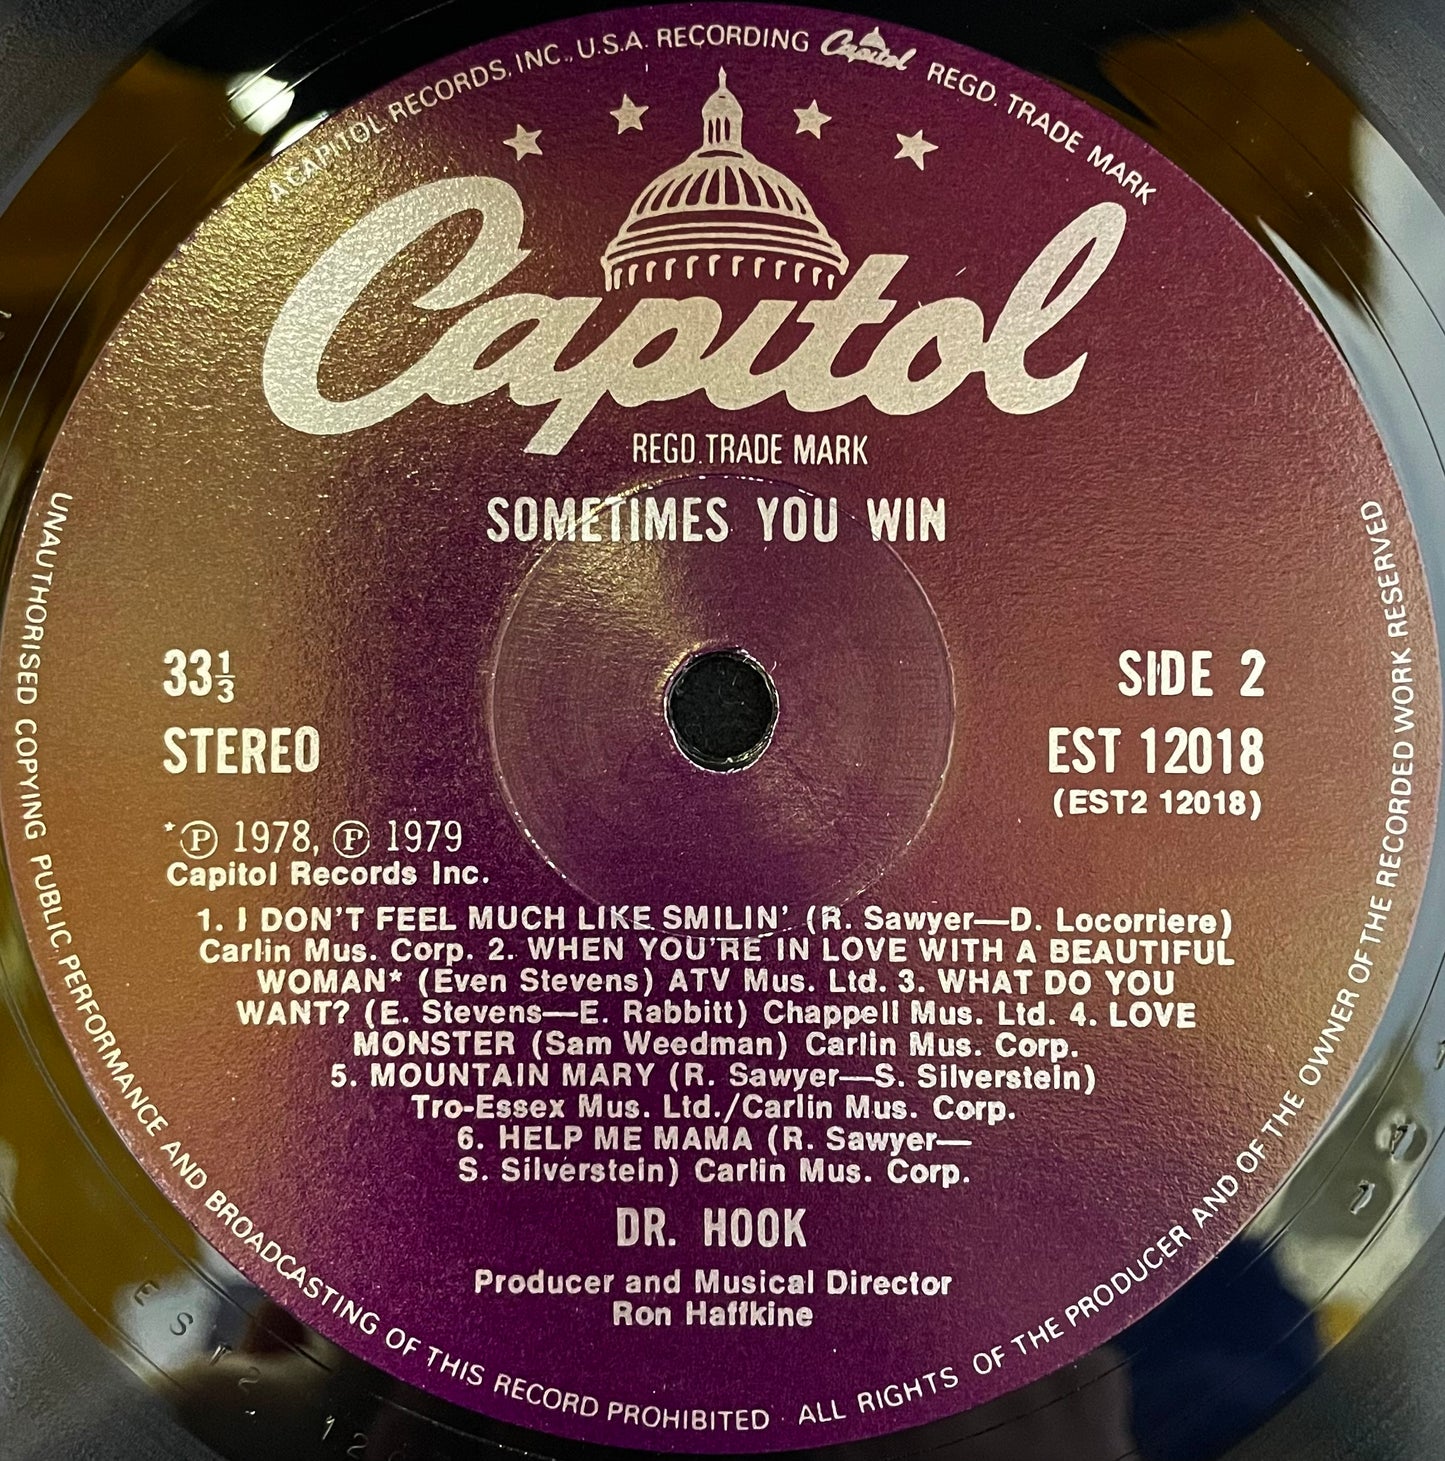 A CAPITOL RECORDS, INC., U.S.A. RECORDING Capitol REGD. TRADE MARK
Capitol
REGD. TRADE MARK
SOMETIMES YOU WIN
33⅓
SIDE 2
STEREO
EST 12018
(EST2 12018)
*Ⓟ 1978, Ⓟ 1979
Capitol Records Inc.
1. I DON'T FEEL MUCH LIKE SMILIN' (R. Sawyer—D. Locorriere)
Carlin Mus. Corp. 2. WHEN YOU'RE IN LOVE WITH A BEAUTIFUL
WOMAN* (Even Stevens) ATV Mus. Ltd. 3. WHAT DO YOU
WANT? (E. Stevens—E. Rabbitt) Chappell Mus. Ltd. 4. LOVE
MONSTER (Sam Weedman) Carlin Mus. Corp.
5. MOUNTAIN MARY (R. Sawyer—S. Silverstein)
Tro-Essex Mus. Ltd./Carlin Mus. Corp.
6. HELP ME MAMA (R. Sawyer—
S. Silverstein) Carlin Mus. Corp.
DR. HOOK
Producer and Musical Director
Ron Haffkine
UNAUTHORISED COPYING PUBLIC PERFORMANCE AND BROADCASTING OF THIS RECORD PROHIBITED · ALL RIGHTS OF THE PRODUCER AND OF THE OWNER OF THE RECORDED WORK RESERVED
EST2